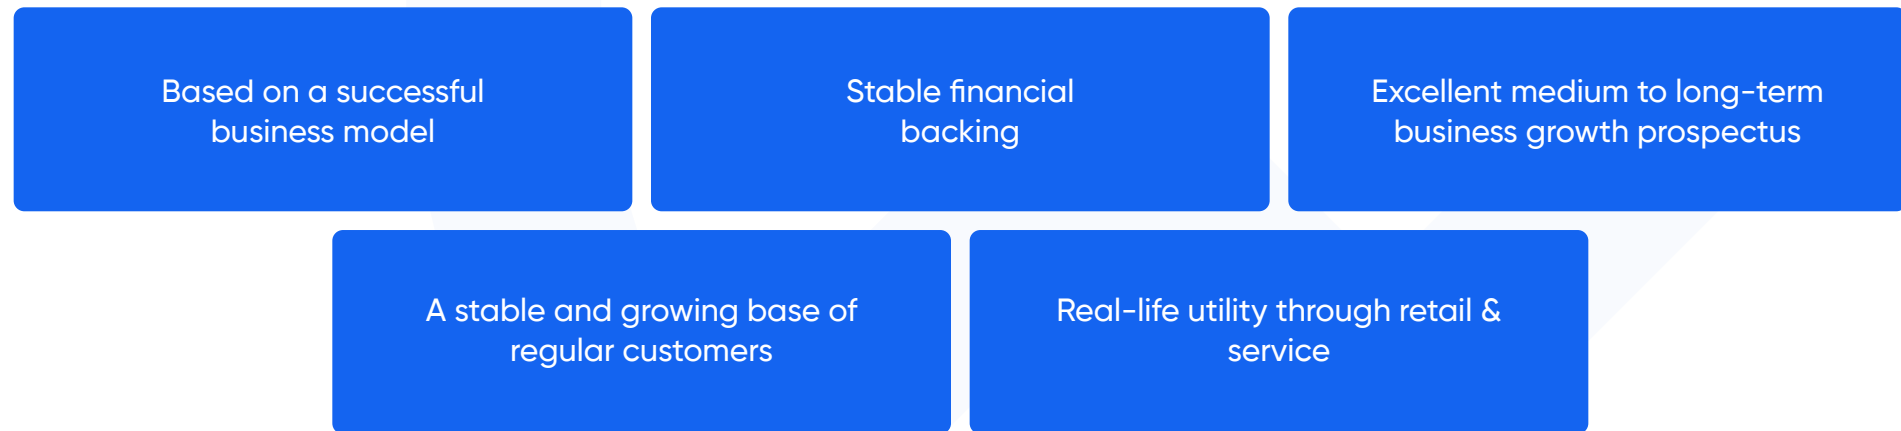 Based on a successful
business model
Stable financial
backing
Excellent medium to long-term
business growth prospectus
A stable and growing base of
regular customers
Real-life utility through retail &
service